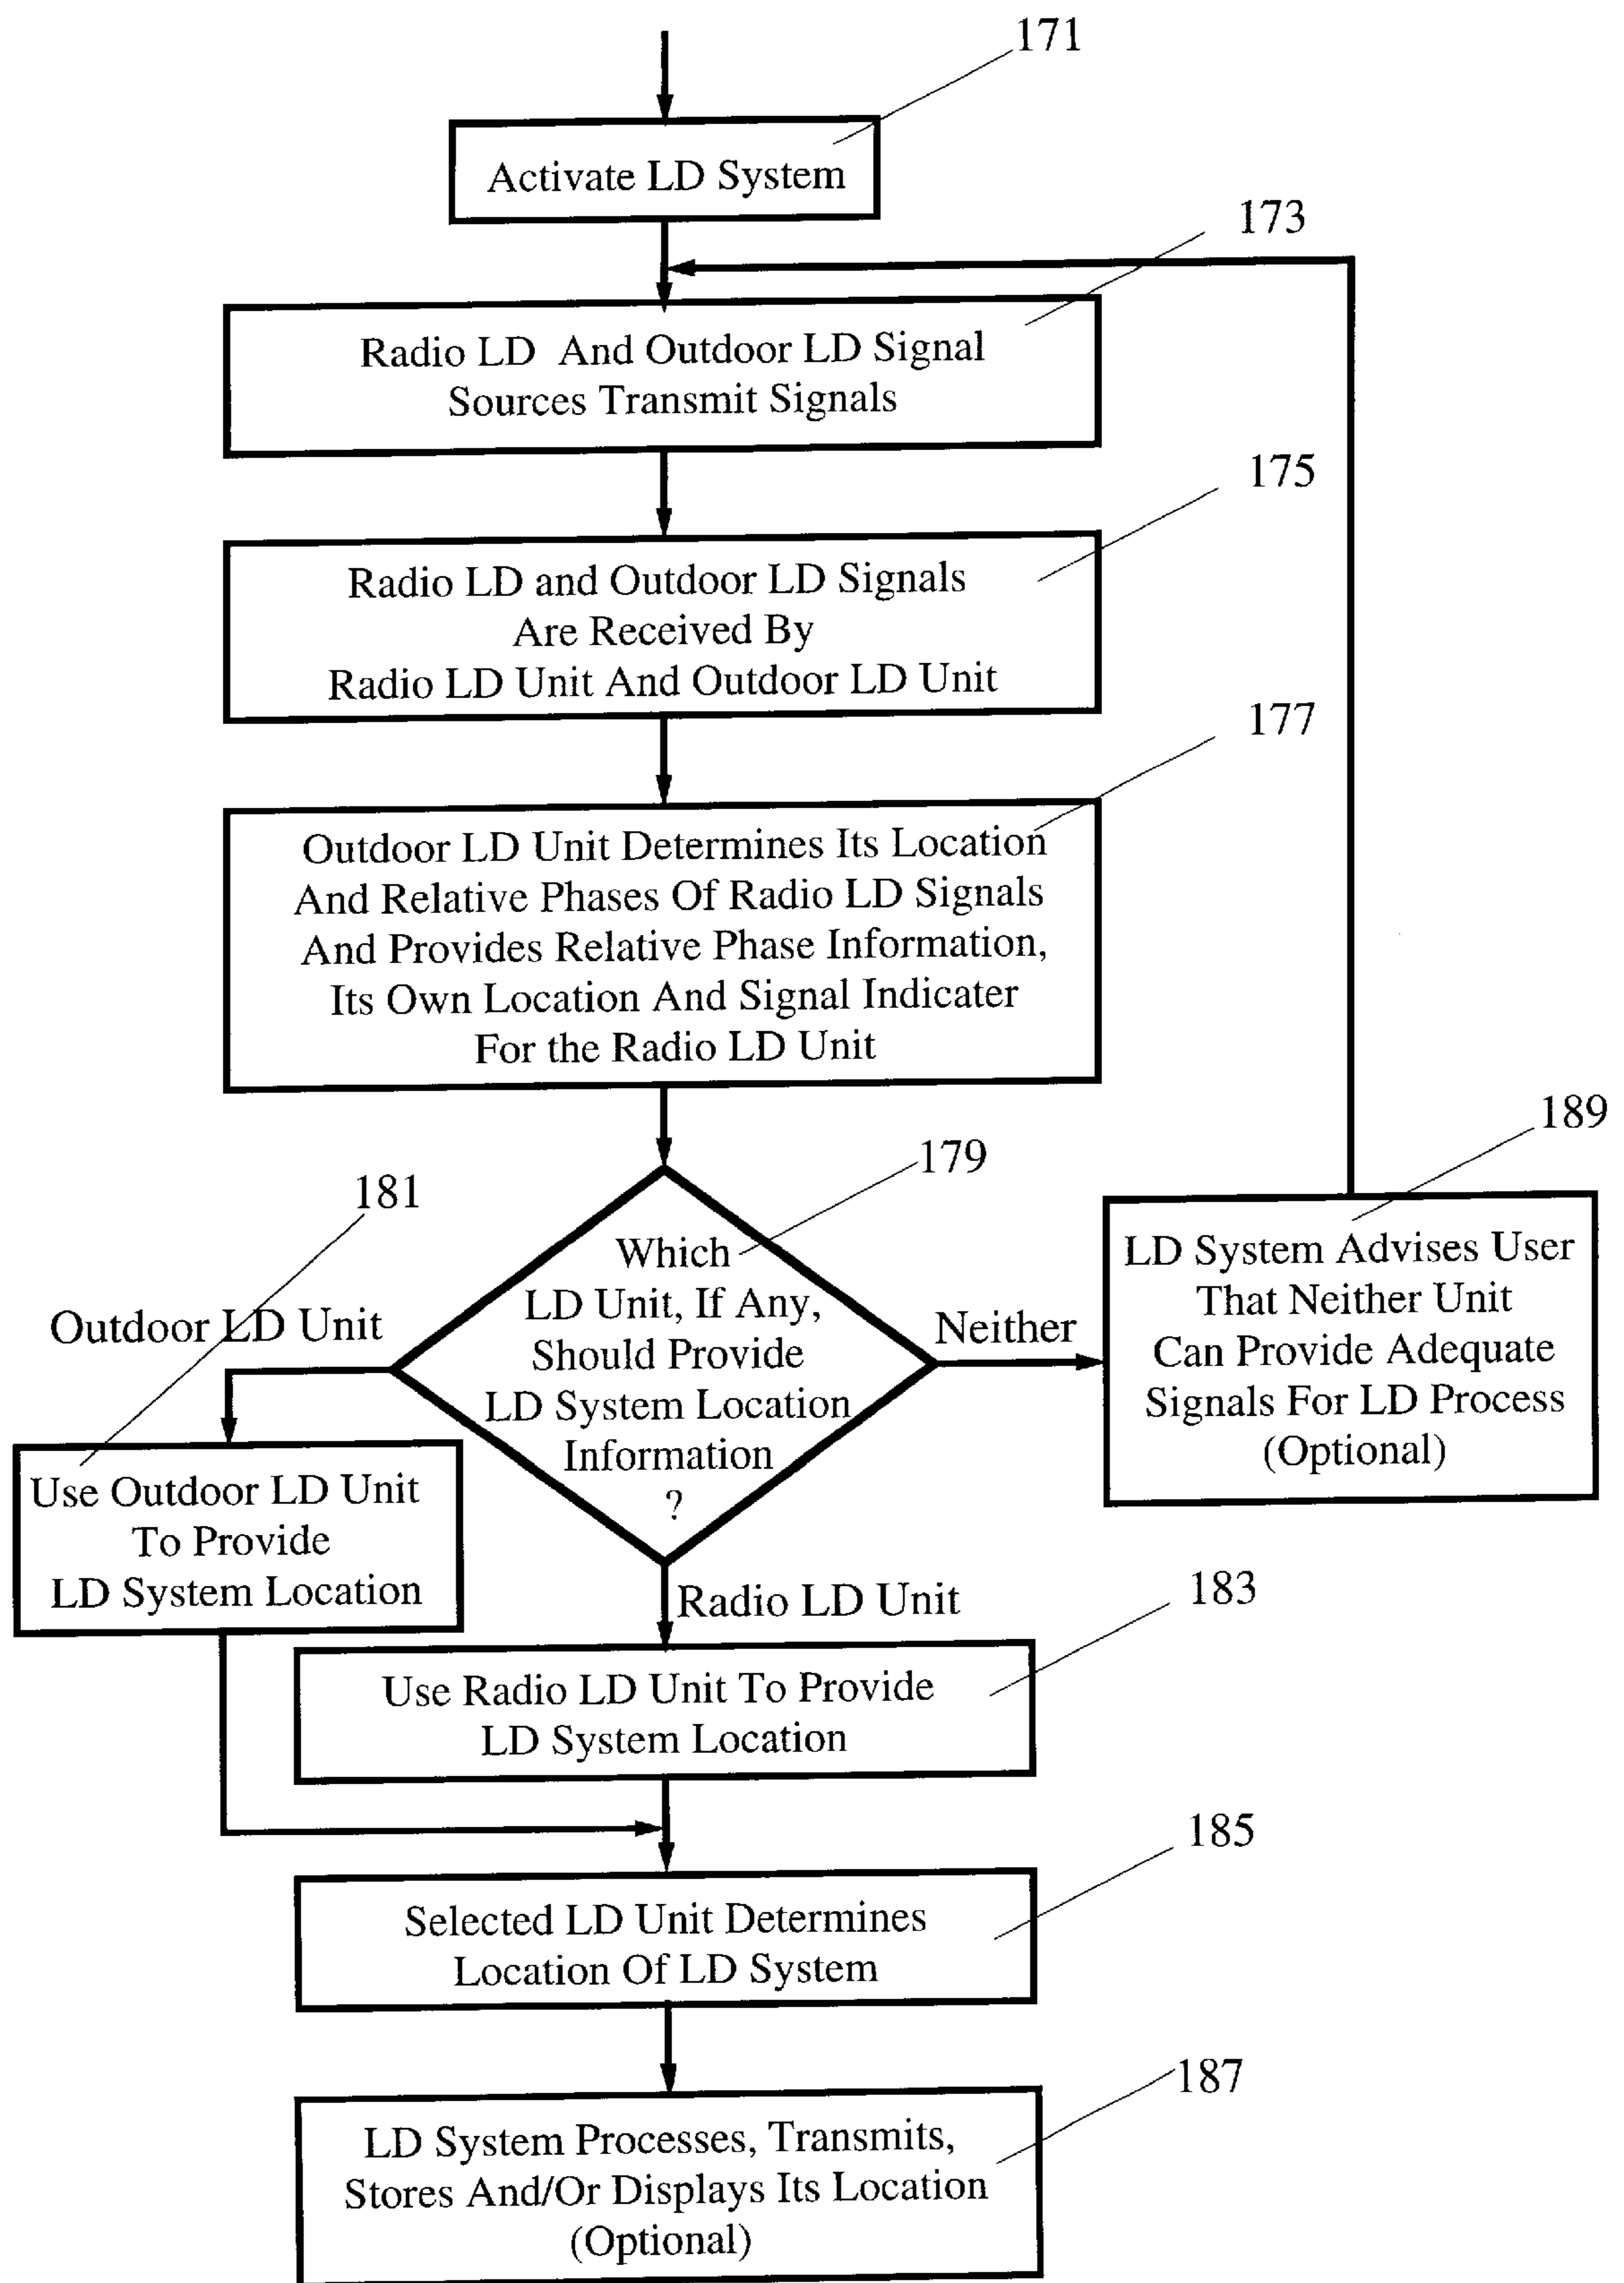 171
Activate LD System
173
Radio LD And Outdoor LD Signal
Sources Transmit Signals
175
Radio LD and Outdoor LD Signals
Are Received By
Radio LD Unit And Outdoor LD Unit
177
Outdoor LD Unit Determines Its Location
And Relative Phases Of Radio LD Signals
And Provides Relative Phase Information,
Its Own Location And Signal Indicater
For the Radio LD Unit
179
Which
LD Unit, If Any,
Should Provide
LD System Location
Information
?
181
Outdoor LD Unit
Use Outdoor LD Unit
To Provide
LD System Location
Neither
189
LD System Advises User
That Neither Unit
Can Provide Adequate
Signals For LD Process
(Optional)
Radio LD Unit
183
Use Radio LD Unit To Provide
LD System Location
185
Selected LD Unit Determines
Location Of LD System
187
LD System Processes, Transmits,
Stores And/Or Displays Its Location
(Optional)